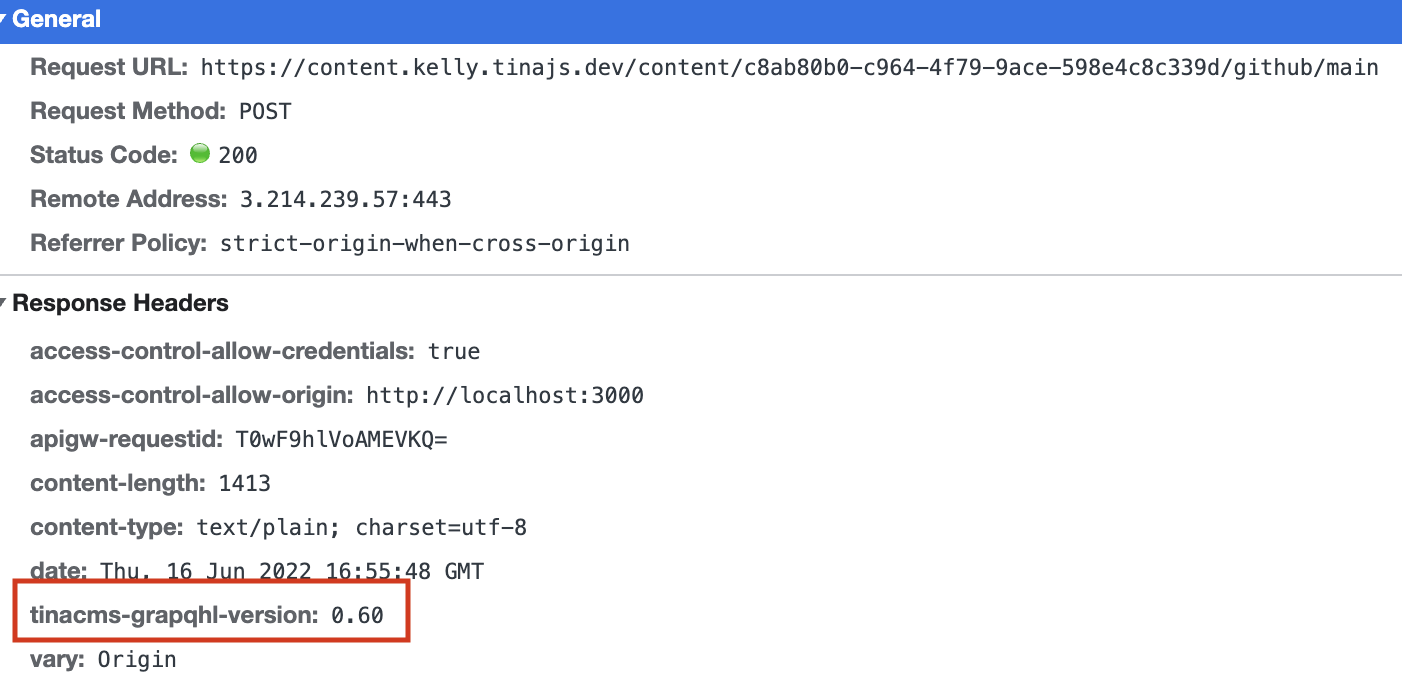 General
Request URL: https://content.kelly.tinajs.dev/content/c8ab80b0-c964-4f79-9ace-598e4c8c339d/github/main
Request Method: POST
Status Code: 200
Remote Address: 3.214.239.57:443
Referrer Policy: strict-origin-when-cross-origin
Response Headers
access-control-allow-credentials: true
access-control-allow-origin: http://localhost:3000
apigw-requestid: T0wF9hlVoAMEVKQ=
content-length: 1413
content-type: text/plain; charset=utf-8
date: Thu, 16 Jun 2022 16:55:48 GMT
tinacms-grapqhl-version: 0.60
vary: Origin